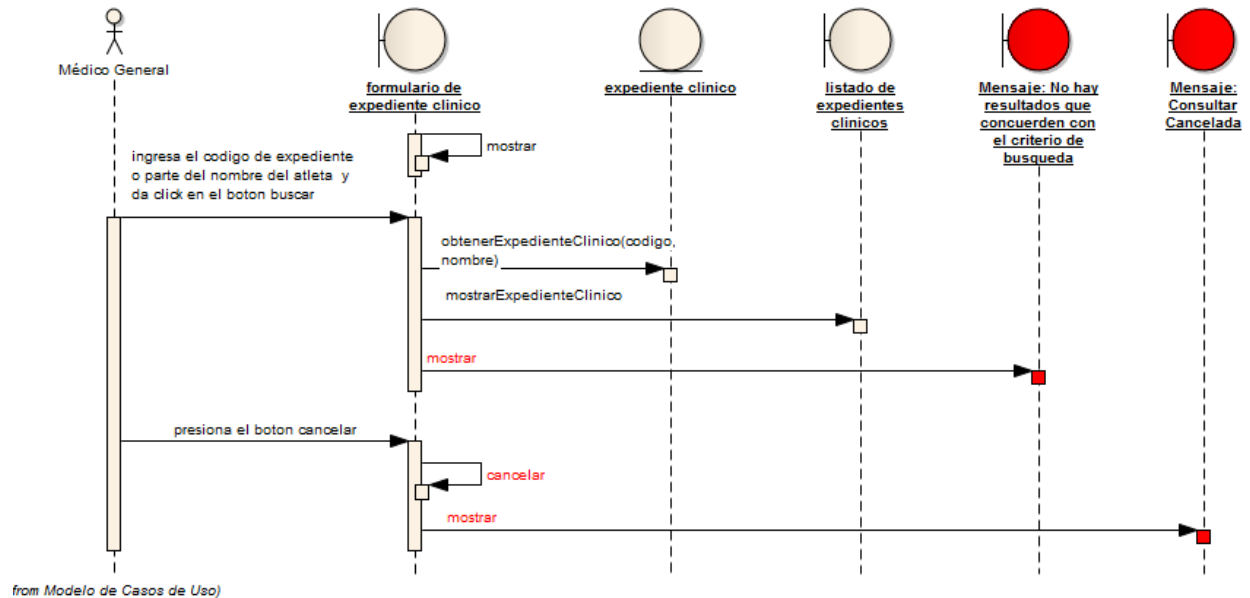 Médico General
formulario de
expediente clinico
expediente clinico
listado de
expedientes
clinicos
Mensaje: No hay
resultados que
concuerden con
el criterio de
busqueda
Mensaje:
Consultar
Cancelada
mostrar
ingresa el codigo de expediente
o parte del nombre del atleta y
da click en el boton buscar
obtenerExpedienteClinico(codigo,
nombre)
mostrarExpedienteClinico
mostrar
presiona el boton cancelar
cancelar
mostrar
from Modelo de Casos de Uso)